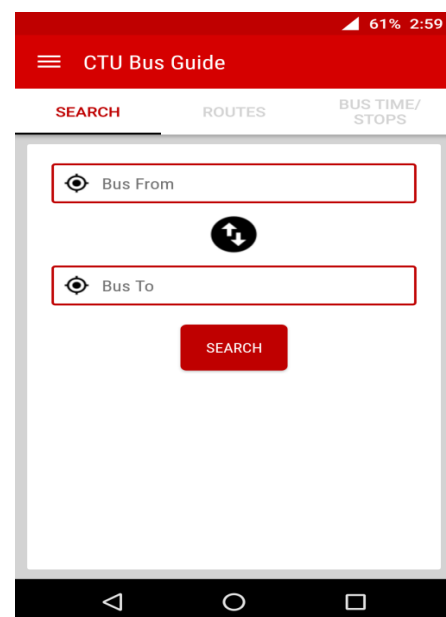 61% 2:59
CTU Bus Guide
SEARCH
ROUTES
BUS TIME/
STOPS
Bus From
Bus To
SEARCH